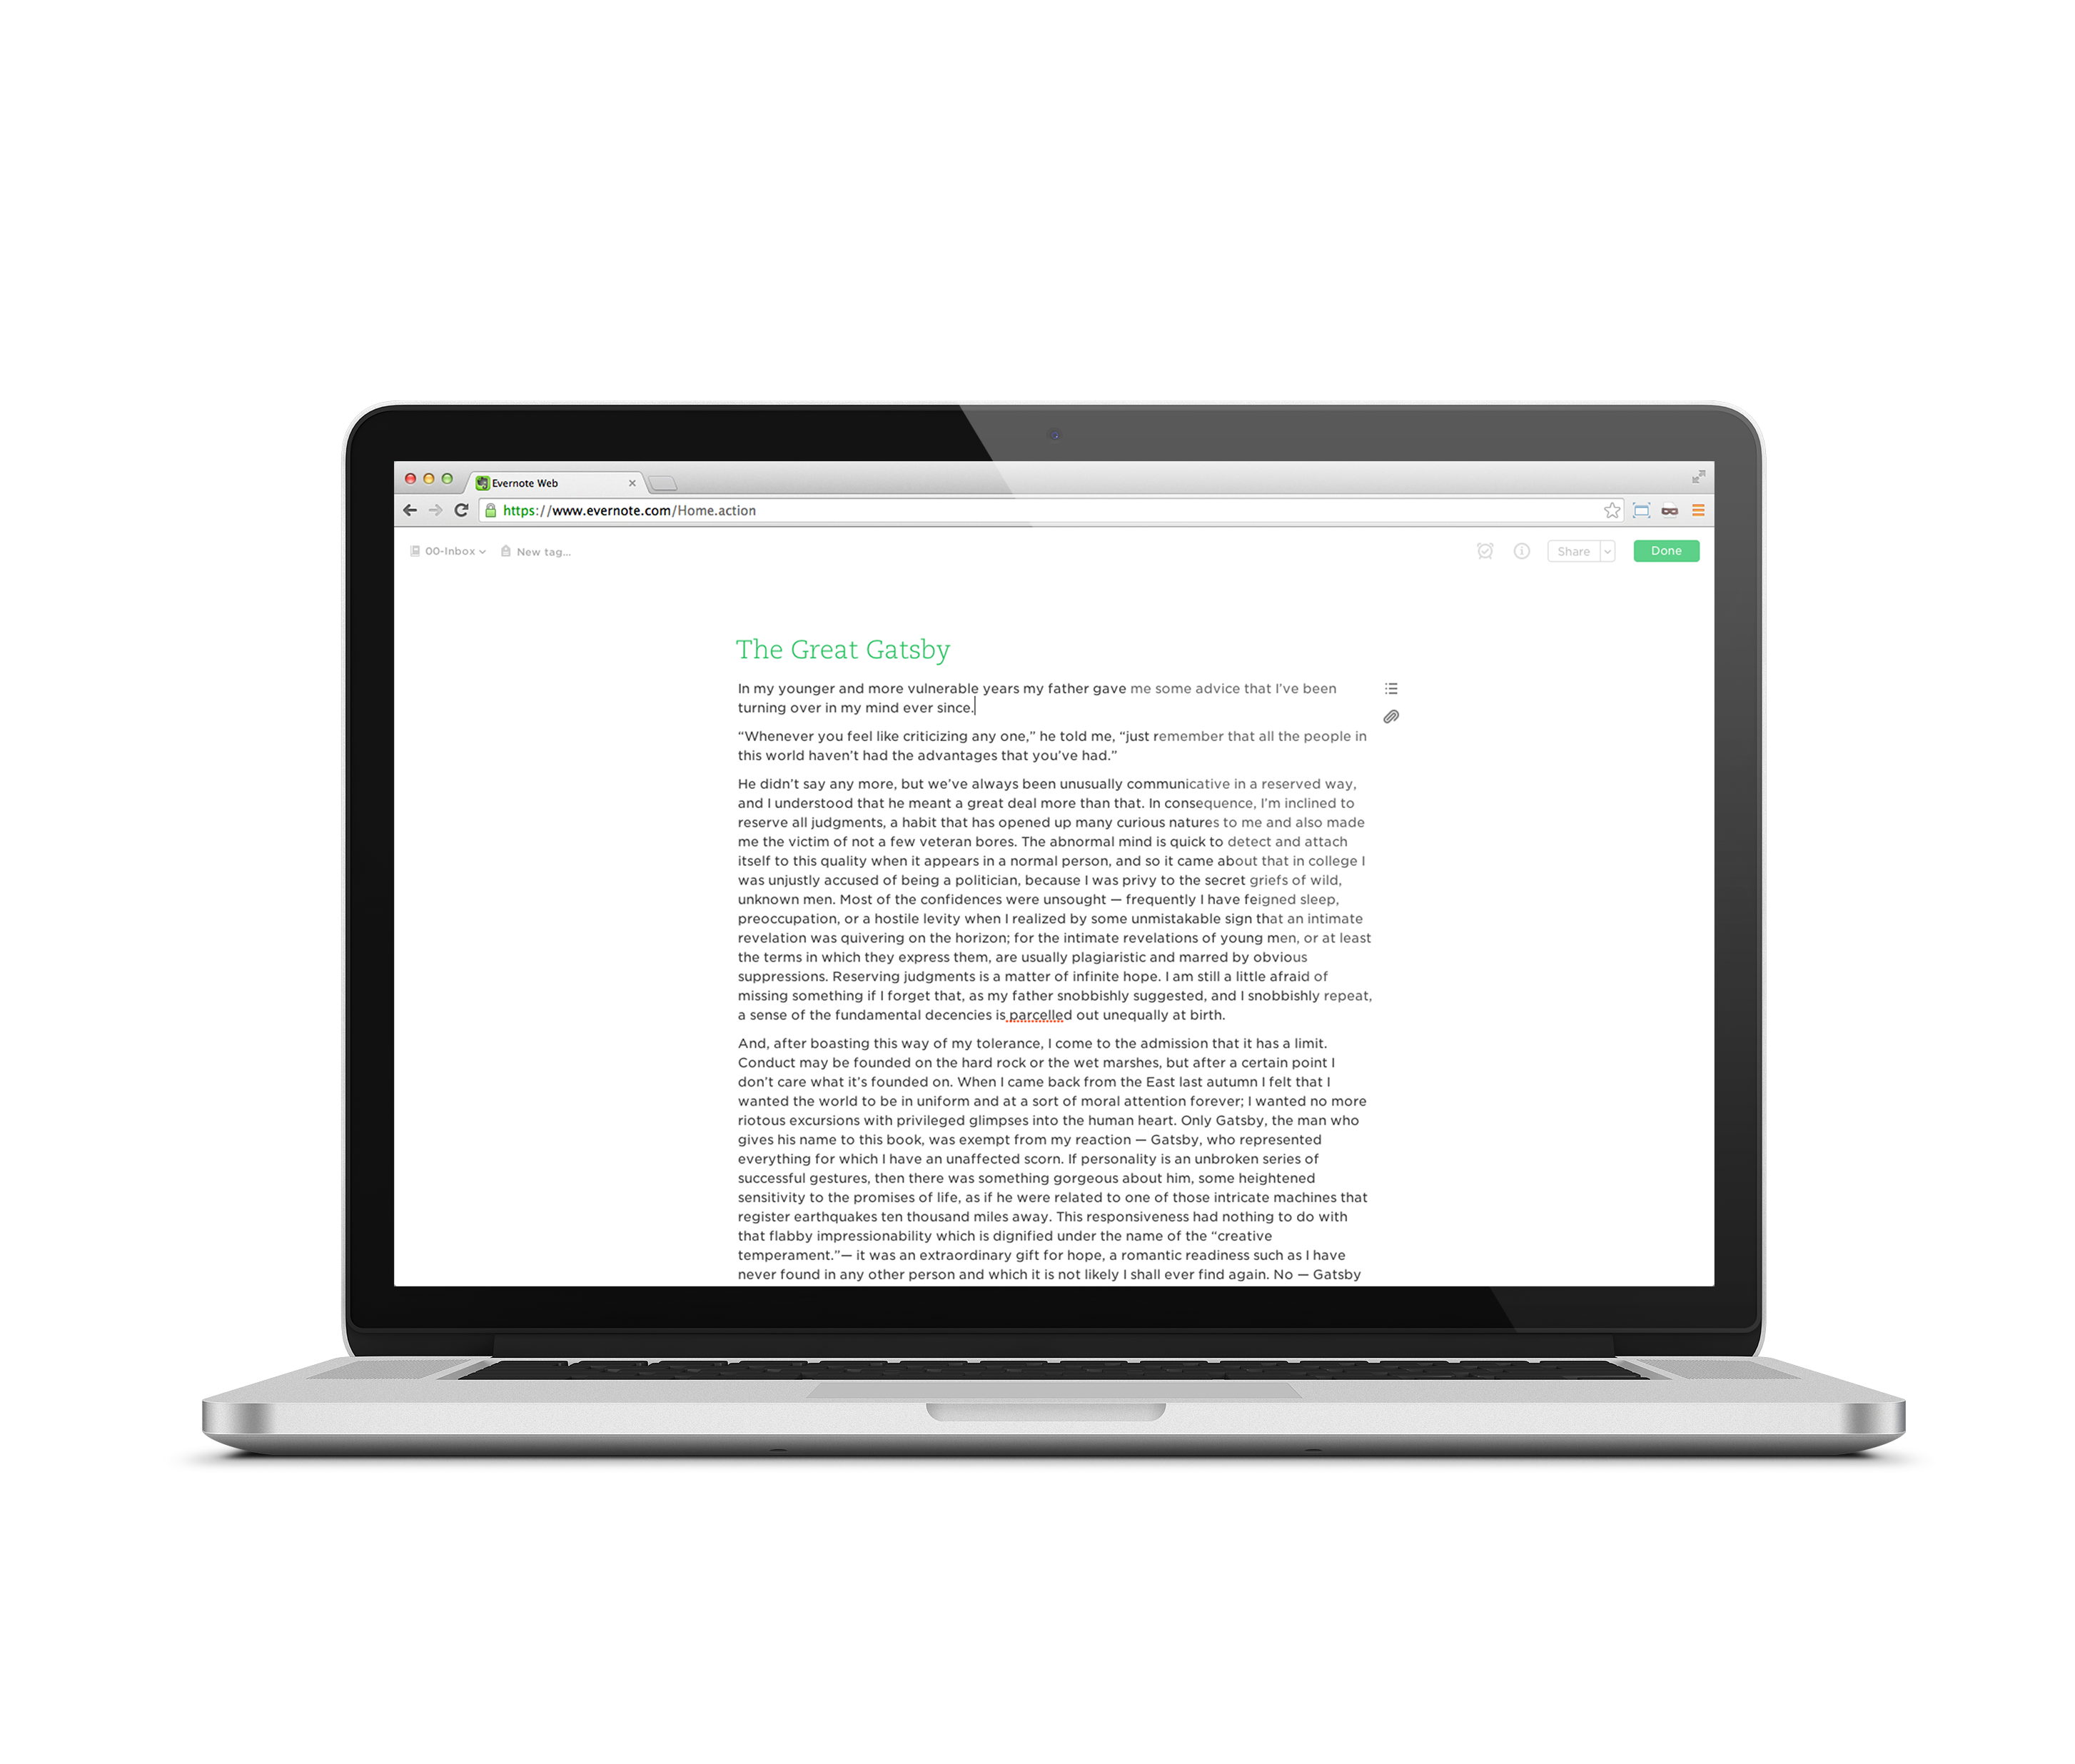 Evernote Web
https://www.evernote.com/Home.action
00-Inbox New tag... Share Done
The Great Gatsby
In my younger and more vulnerable years my father gave me some advice that I’ve been
turning over in my mind ever since.
“Whenever you feel like criticizing any one,” he told me, “just remember that all the people in
this world haven’t had the advantages that you’ve had.”
He didn’t say any more, but we’ve always been unusually communicative in a reserved way,
and I understood that he meant a great deal more than that. In consequence, I’m inclined to
reserve all judgments, a habit that has opened up many curious natures to me and also made
me the victim of not a few veteran bores. The abnormal mind is quick to detect and attach
itself to this quality when it appears in a normal person, and so it came about that in college I
was unjustly accused of being a politician, because I was privy to the secret griefs of wild,
unknown men. Most of the confidences were unsought — frequently I have feigned sleep,
preoccupation, or a hostile levity when I realized by some unmistakable sign that an intimate
revelation was quivering on the horizon; for the intimate revelations of young men, or at least
the terms in which they express them, are usually plagiaristic and marred by obvious
suppressions. Reserving judgments is a matter of infinite hope. I am still a little afraid of
missing something if I forget that, as my father snobbishly suggested, and I snobbishly repeat,
a sense of the fundamental decencies is parcelled out unequally at birth.
And, after boasting this way of my tolerance, I come to the admission that it has a limit.
Conduct may be founded on the hard rock or the wet marshes, but after a certain point I
don’t care what it’s founded on. When I came back from the East last autumn I felt that I
wanted the world to be in uniform and at a sort of moral attention forever; I wanted no more
riotous excursions with privileged glimpses into the human heart. Only Gatsby, the man who
gives his name to this book, was exempt from my reaction — Gatsby, who represented
everything for which I have an unaffected scorn. If personality is an unbroken series of
successful gestures, then there was something gorgeous about him, some heightened
sensitivity to the promises of life, as if he were related to one of those intricate machines that
register earthquakes ten thousand miles away. This responsiveness had nothing to do with
that flabby impressionability which is dignified under the name of the “creative
temperament.”— it was an extraordinary gift for hope, a romantic readiness such as I have
never found in any other person and which it is not likely I shall ever find again. No — Gatsby